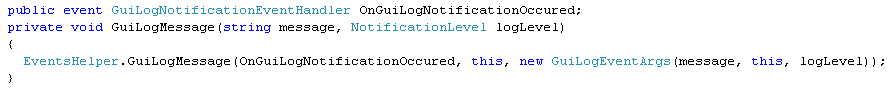 public event GuiLogNotificationEventHandler OnGuiLogNotificationOccured;
private void GuiLogMessage(string message, NotificationLevel logLevel)
{
  EventsHelper.GuiLogMessage(OnGuiLogNotificationOccured, this, new GuiLogEventArgs(message, this, logLevel));
}